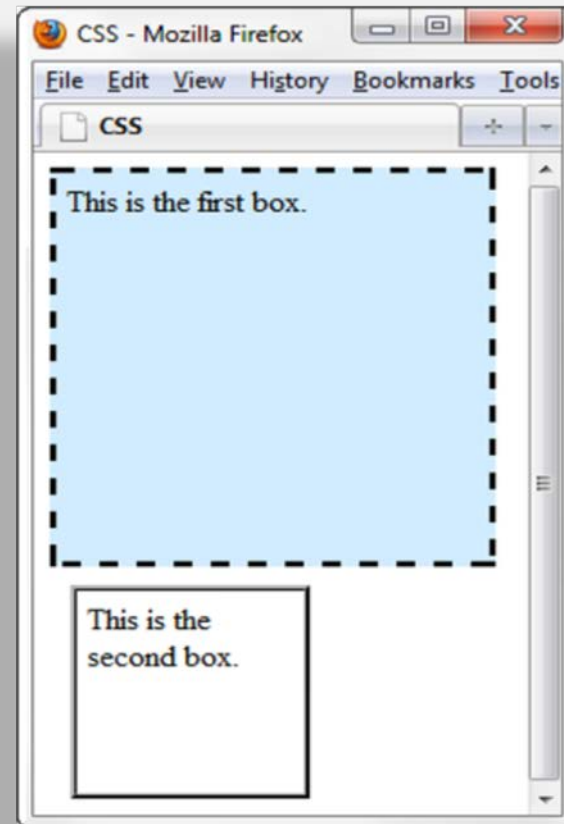 CSS - Mozilla Firefox
File Edit View History Bookmarks Tools
CSS
This is the first box.
This is the
second box.